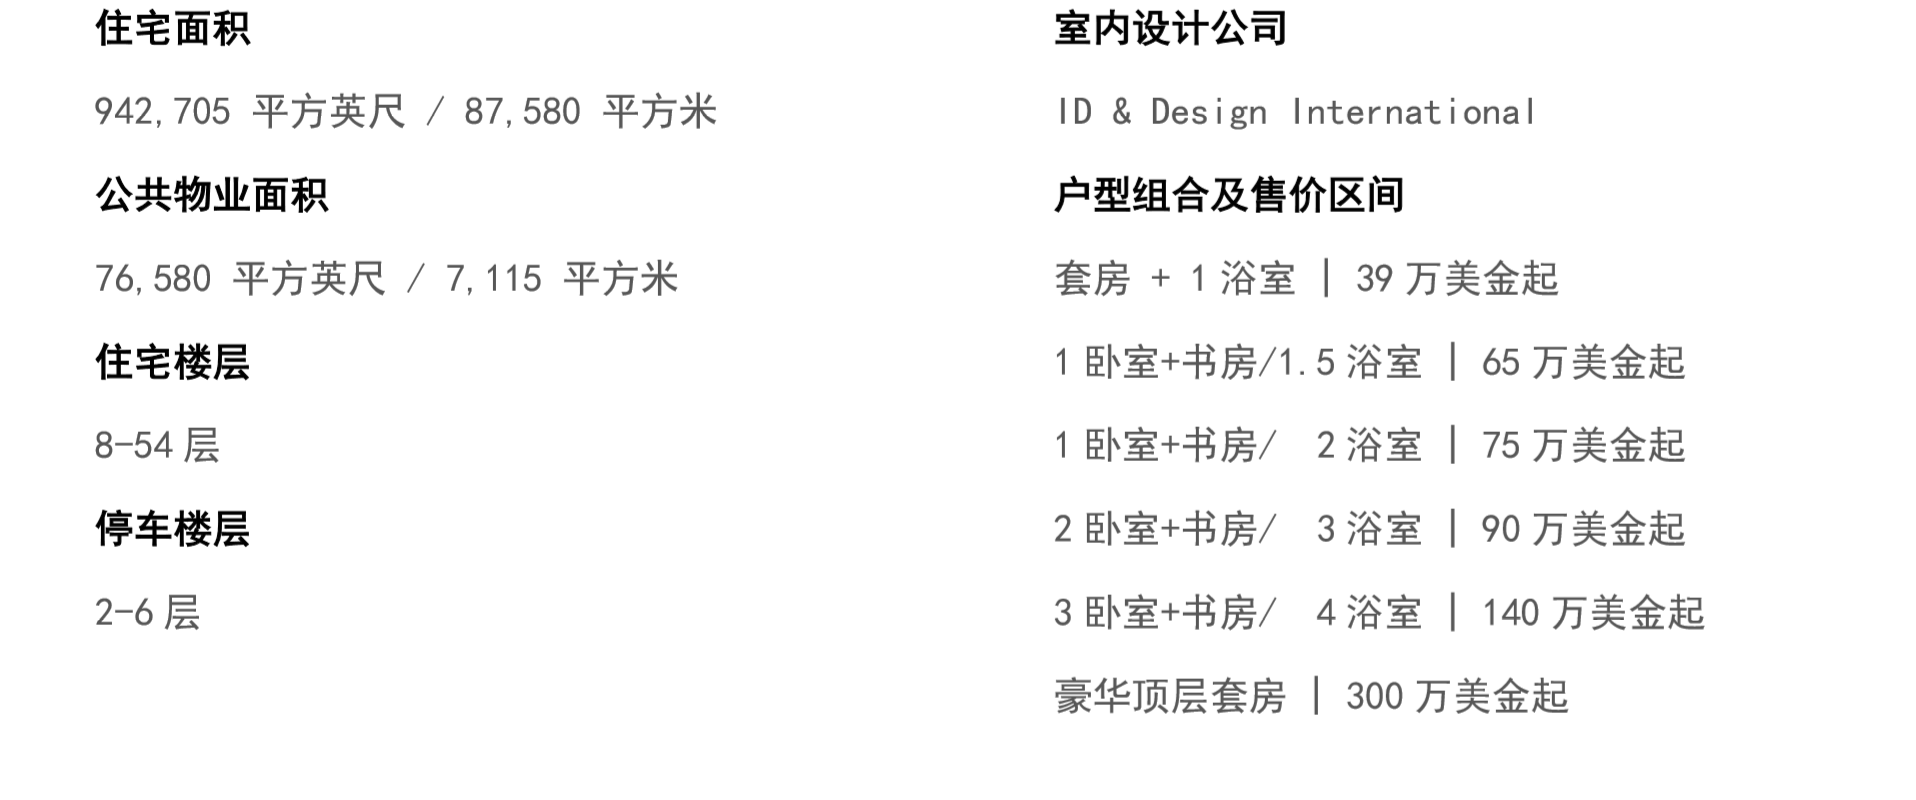 住宅面积
942,705 平方英尺 / 87,580 平方米
公共物业面积
76,580 平方英尺 / 7,115 平方米
住宅楼层
8-54 层
停车楼层
2-6 层
室内设计公司
ID & Design International
户型组合及售价区间
套房 + 1 浴室 | 39 万美金起
1 卧室+书房/1.5 浴室 | 65 万美金起
1 卧室+书房/ 2 浴室 | 75 万美金起
2 卧室+书房/ 3 浴室 | 90 万美金起
3 卧室+书房/ 4 浴室 | 140 万美金起
豪华顶层套房 | 300 万美金起